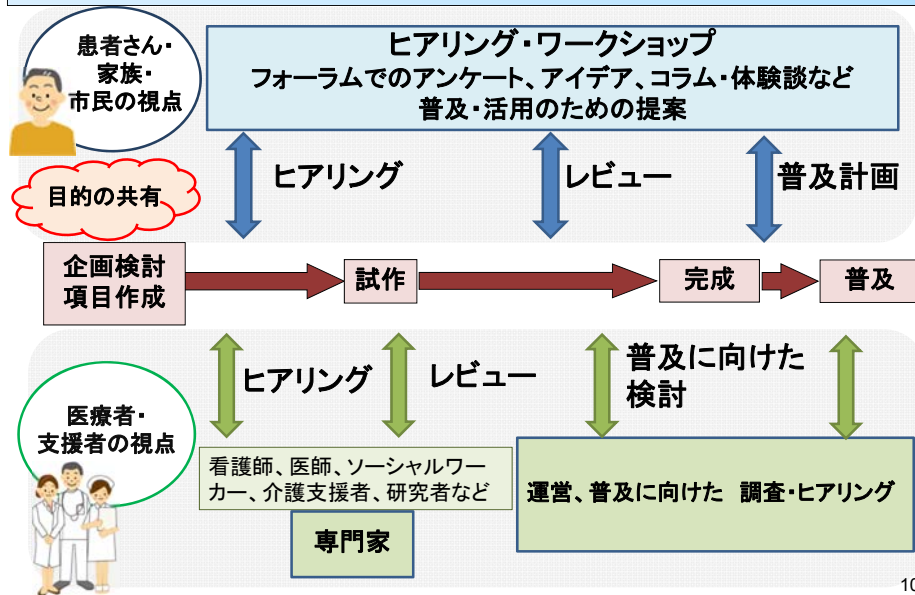 患者さん・
家族・
市民の視点
ヒアリング・ワークショップ
フォーラムでのアンケート、アイデア、コラム・体験談など
普及・活用のための提案
ヒアリング
レビュー
普及計画
目的の共有
企画検討
項目作成
試作
完成
普及
ヒアリング
レビュー
普及に向けた
検討
医療者・
支援者の視点
看護師、医師、ソーシャルワー
カー、介護支援者、研究者など
専門家
運営、普及に向けた 調査・ヒアリング
10